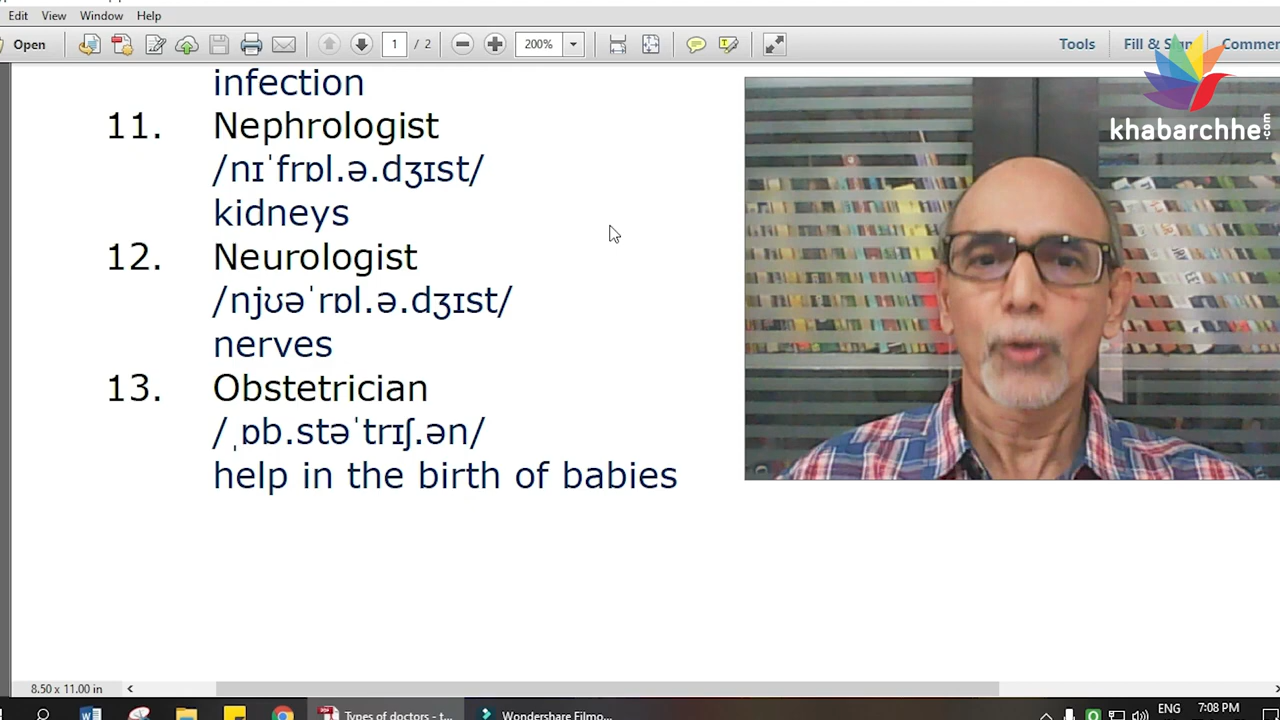 Edit View Window Help
Open 1 / 2 200% Tools Fill & Sign Commen
khabarchhe.com
infection
11. Nephrologist
/nɪˈfrɒl.ə.dʒɪst/
kidneys
12. Neurologist
/njʊəˈrɒl.ə.dʒɪst/
nerves
13. Obstetrician
/ˌɒb.stəˈtrɪʃ.ən/
help in the birth of babies
8.50 x 11.00 in
Types of doctors - t... Wondershare Filmo... ENG 7:08 PM